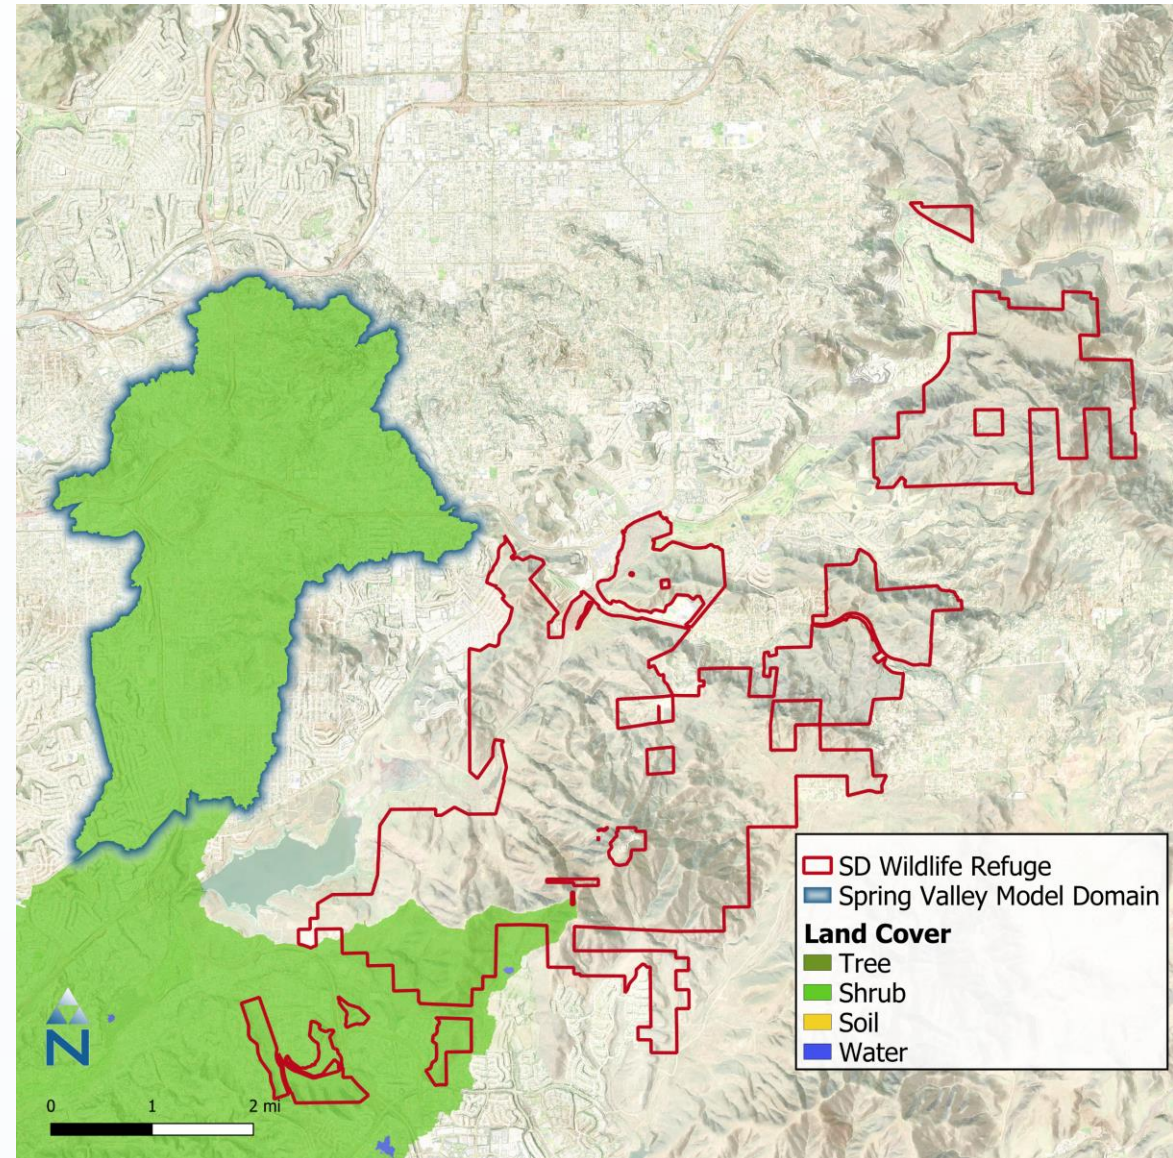 SD Wildlife Refuge
Spring Valley Model Domain
Land Cover
Tree
Shrub
Soil
Water
N
0 1 2 mi